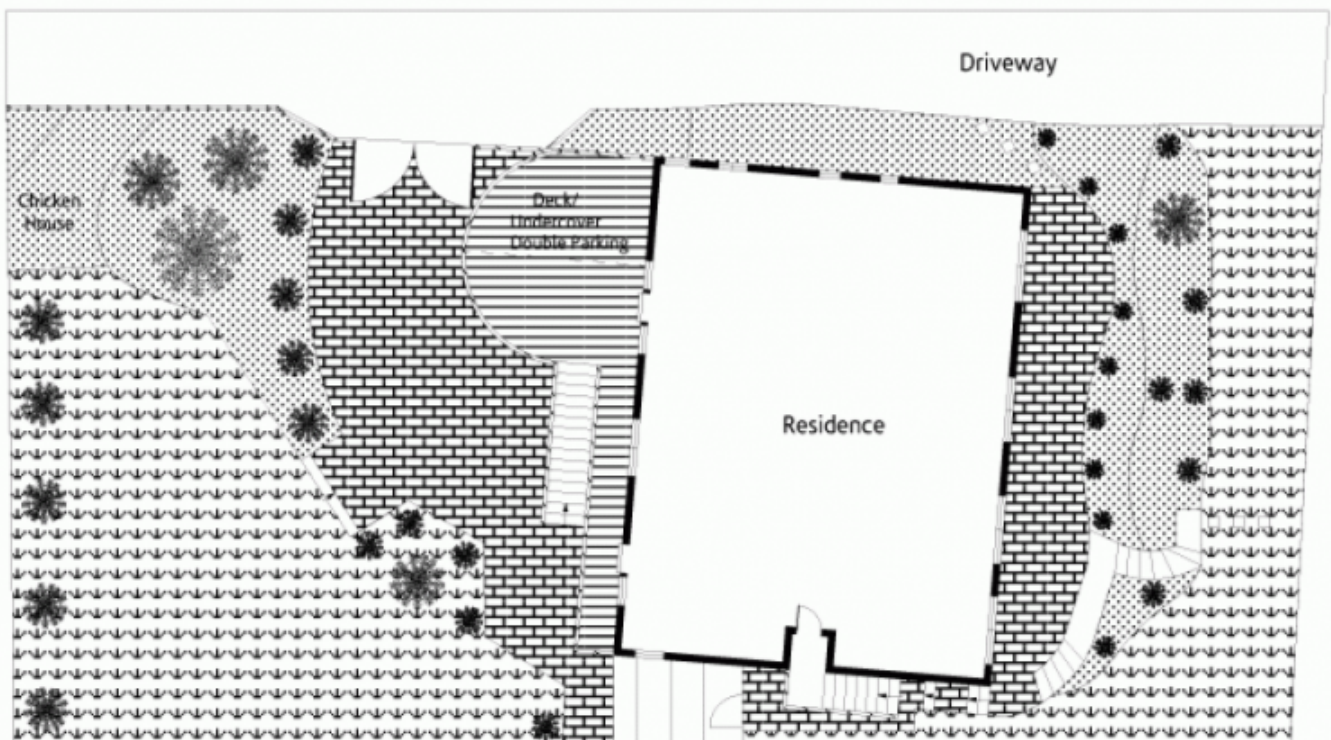 Driveway
Chicken
House
Deck/
Undercover
Double Parking
Residence